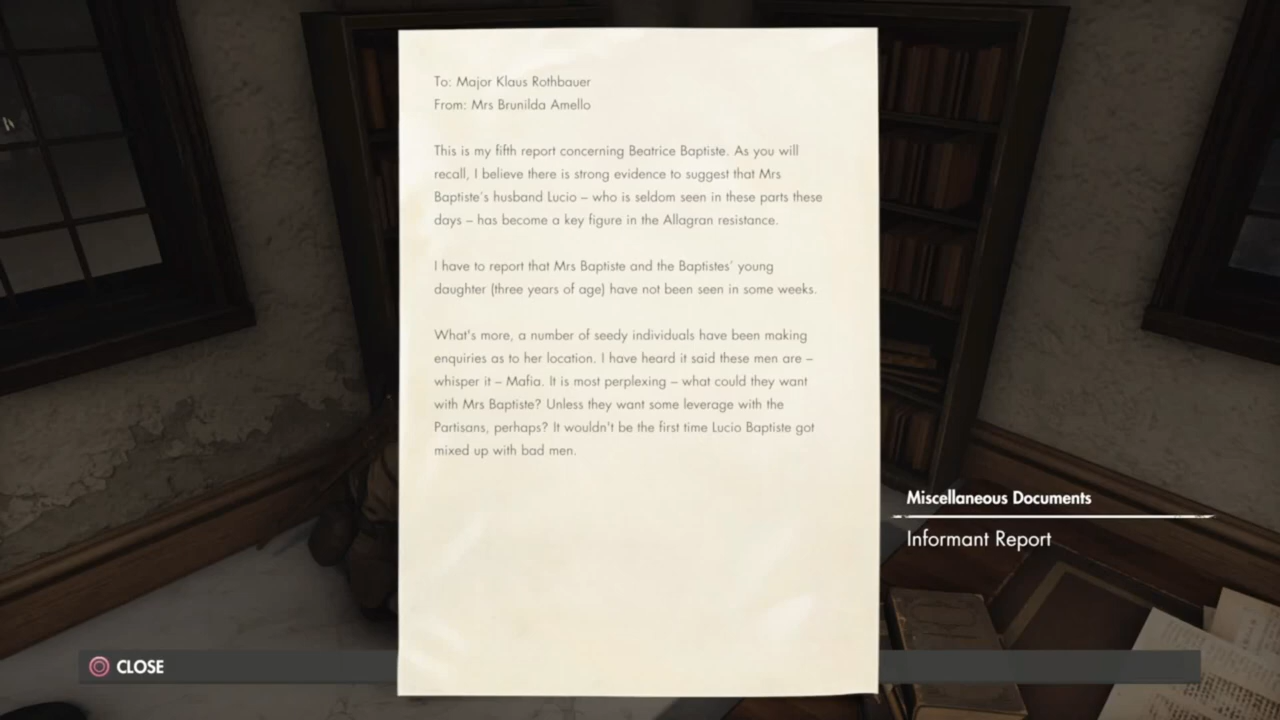 To: Major Klaus Rothbauer
From: Mrs Brunilda Amello
This is my fifth report concerning Beatrice Baptiste. As you will
recall, I believe there is strong evidence to suggest that Mrs
Baptiste's husband Lucio – who is seldom seen in these parts these
days – has become a key figure in the Allagran resistance.
I have to report that Mrs Baptiste and the Baptistes' young
daughter (three years of age) have not been seen in some weeks.
What's more, a number of seedy individuals have been making
enquiries as to her location. I have heard it said these men are –
whisper it – Mafia. It is most perplexing – what could they want
with Mrs Baptiste? Unless they want some leverage with the
Partisans, perhaps? It wouldn't be the first time Lucio Baptiste got
mixed up with bad men.
Miscellaneous Documents
Informant Report
CLOSE